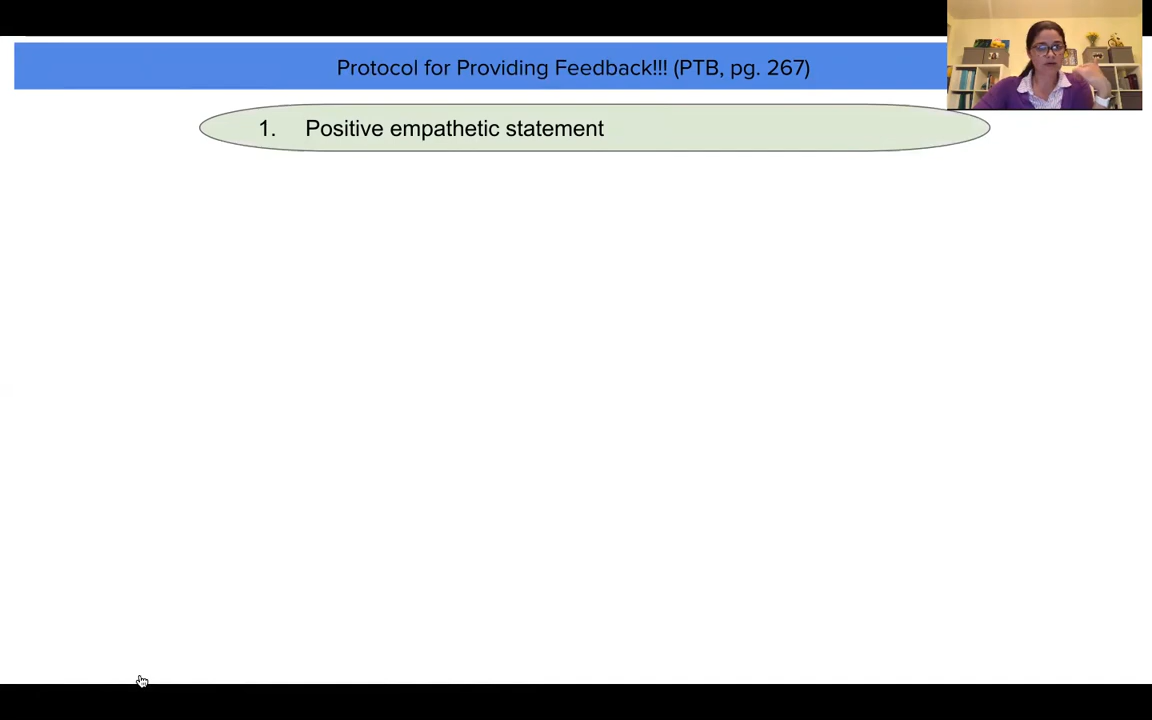 Protocol for Providing Feedback!!! (PTB, pg. 267)
1. Positive empathetic statement